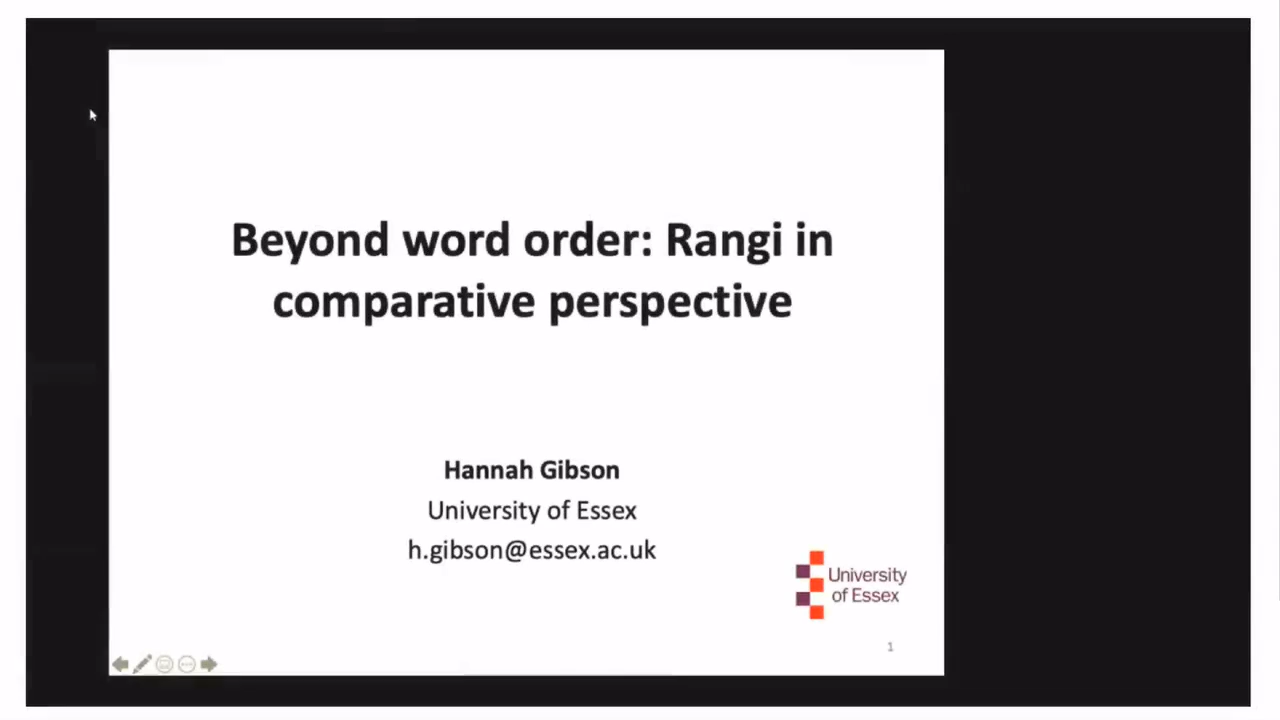 Beyond word order: Rangi in
comparative perspective
Hannah Gibson
University of Essex
h.gibson@essex.ac.uk
University
of Essex
1